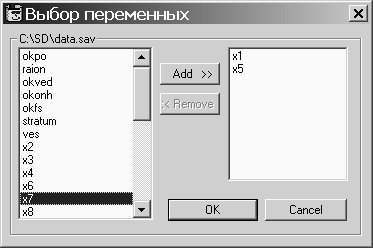 Выбор переменных
C:\SD\data.sav
okpo
raion
okved
okonh
okfs
stratum
ves
x2
x3
x4
x6
x7
x8
Add >>
< Remove
x1
x5
OK
Cancel